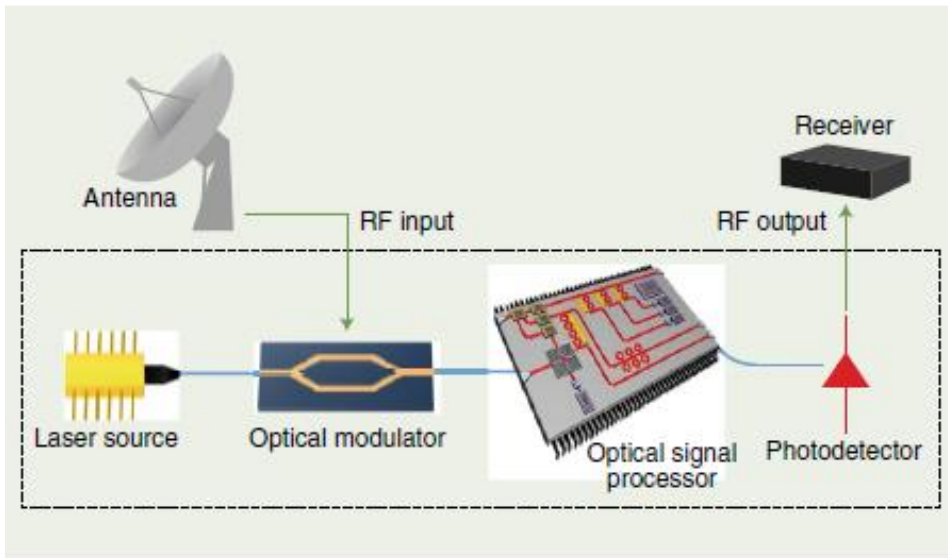 Receiver
Antenna
RF input
RF output
Laser source
Optical modulator
Optical signal
processor
Photodetector